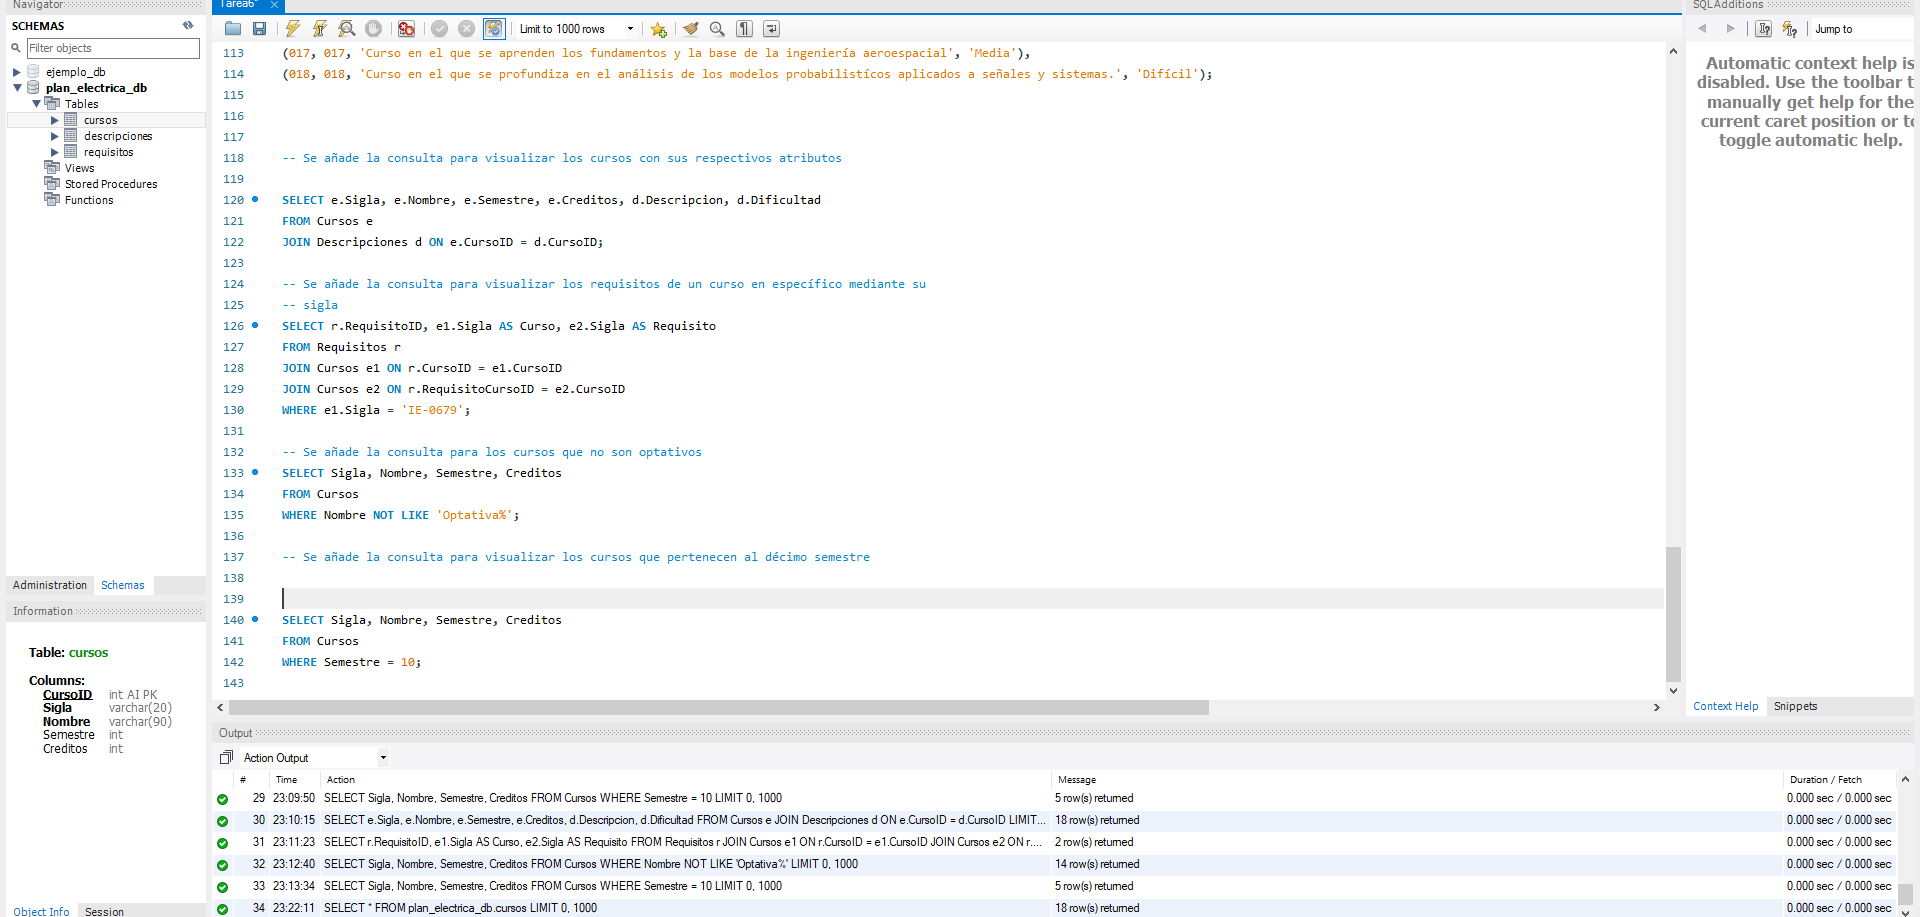 Navigator
SCHEMAS
Filter objects
ejemplo_db
plan_electrica_db
Tables
cursos
descripciones
requisitos
Views
Stored Procedures
Functions
Administration
Schemas
Information
Table: cursos
Columns:
CursoID int AI PK
Sigla varchar(20)
Nombre varchar(90)
Semestre int
Creditos int
Object Info
Session
Tarea6*
Limit to 1000 rows
113 (017, 017, 'Curso en el que se aprenden los fundamentos y la base de la ingeniería aeroespacial', 'Media'),
114 (018, 018, 'Curso en el que se profundiza en el análisis de los modelos probabilistícos aplicados a señales y sistemas.', 'Difícil');
115
116
117
118 -- Se añade la consulta para visualizar los cursos con sus respectivos atributos
119
120 SELECT e.Sigla, e.Nombre, e.Semestre, e.Creditos, d.Descripcion, d.Dificultad
121 FROM Cursos e
122 JOIN Descripciones d ON e.CursoID = d.CursoID;
123
124 -- Se añade la consulta para visualizar los requisitos de un curso en específico mediante su
125 -- sigla
126 SELECT r.RequisitoID, e1.Sigla AS Curso, e2.Sigla AS Requisito
127 FROM Requisitos r
128 JOIN Cursos e1 ON r.CursoID = e1.CursoID
129 JOIN Cursos e2 ON r.RequisitoCursoID = e2.CursoID
130 WHERE e1.Sigla = 'IE-0679';
131
132 -- Se añade la consulta para los cursos que no son optativos
133 SELECT Sigla, Nombre, Semestre, Creditos
134 FROM Cursos
135 WHERE Nombre NOT LIKE 'Optativa%';
136
137 -- Se añade la consulta para visualizar los cursos que pertenecen al décimo semestre
138
139
140 SELECT Sigla, Nombre, Semestre, Creditos
141 FROM Cursos
142 WHERE Semestre = 10;
143
Output
Action Output
# Time Action Message Duration / Fetch
29 23:09:50 SELECT Sigla, Nombre, Semestre, Creditos FROM Cursos WHERE Semestre = 10 LIMIT 0, 1000 5 row(s) returned 0.000 sec / 0.000 sec
30 23:10:15 SELECT e.Sigla, e.Nombre, e.Semestre, e.Creditos, d.Descripcion, d.Dificultad FROM Cursos e JOIN Descripciones d ON e.CursoID = d.CursoID LIMIT... 18 row(s) returned 0.000 sec / 0.000 sec
31 23:11:23 SELECT r.RequisitoID, e1.Sigla AS Curso, e2.Sigla AS Requisito FROM Requisitos r JOIN Cursos e1 ON r.CursoID = e1.CursoID JOIN Cursos e2 ON r.... 2 row(s) returned 0.000 sec / 0.000 sec
32 23:12:40 SELECT Sigla, Nombre, Semestre, Creditos FROM Cursos WHERE Nombre NOT LIKE 'Optativa%' LIMIT 0, 1000 14 row(s) returned 0.000 sec / 0.000 sec
33 23:13:34 SELECT Sigla, Nombre, Semestre, Creditos FROM Cursos WHERE Semestre = 10 LIMIT 0, 1000 5 row(s) returned 0.000 sec / 0.000 sec
34 23:22:11 SELECT * FROM plan_electrica_db.cursos LIMIT 0, 1000 18 row(s) returned 0.000 sec / 0.000 sec
SQLAdditions
Jump to
Automatic context help is
disabled. Use the toolbar t
manually get help for the
current caret position or to
toggle automatic help.
Context Help
Snippets